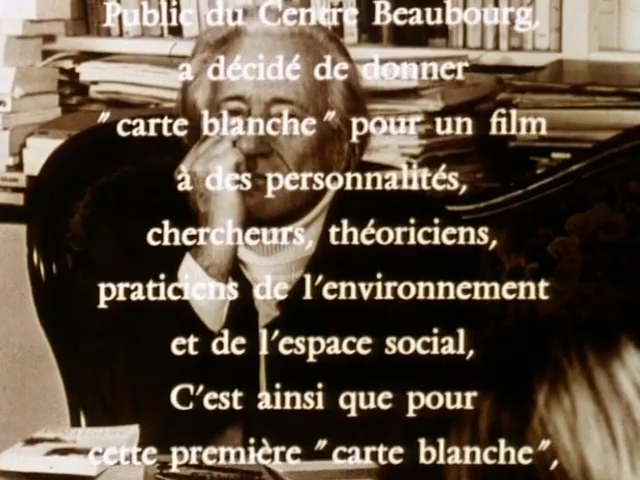 Public du Centre Beaubourg,
a décidé de donner
"carte blanche" pour un film
à des personnalités,
chercheurs, théoriciens,
praticiens de l'environnement
et de l'espace social,
C'est ainsi que pour
cette première "carte blanche",